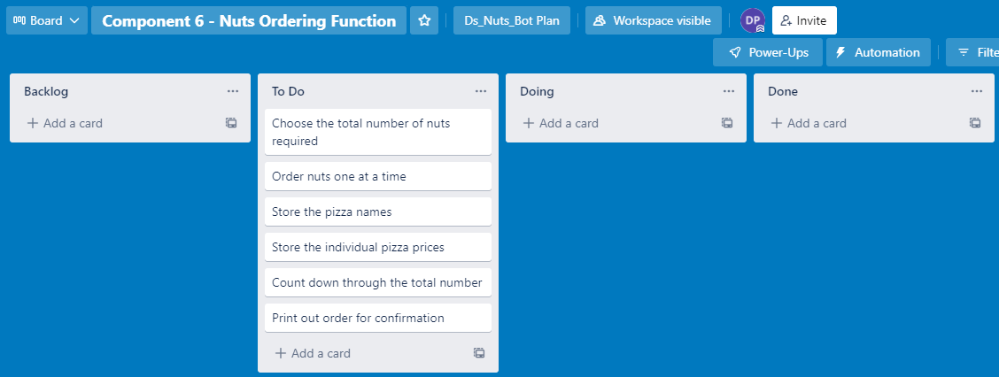 Board
Component 6 - Nuts Ordering Function
Ds_Nuts_Bot Plan
Workspace visible
DP
Invite
Power-Ups
Automation
Filte
Backlog
Add a card
To Do
Choose the total number of nuts
required
Order nuts one at a time
Store the pizza names
Store the individual pizza prices
Count down through the total number
Print out order for confirmation
Add a card
Doing
Add a card
Done
Add a card